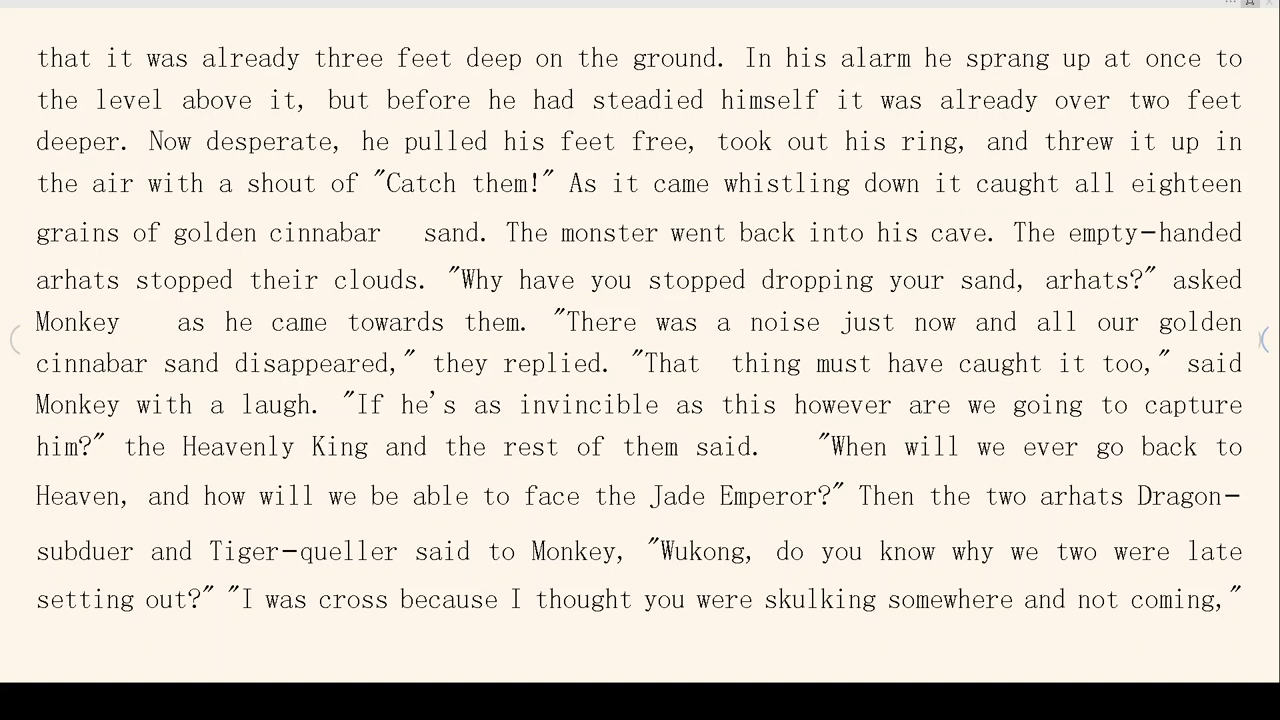 that it was already three feet deep on the ground. In his alarm he sprang up at once to
the level above it, but before he had steadied himself it was already over two feet
deeper. Now desperate, he pulled his feet free, took out his ring, and threw it up in
the air with a shout of "Catch them!" As it came whistling down it caught all eighteen
grains of golden cinnabar sand. The monster went back into his cave. The empty-handed
arhats stopped their clouds. "Why have you stopped dropping your sand, arhats?" asked
Monkey as he came towards them. "There was a noise just now and all our golden
cinnabar sand disappeared," they replied. "That thing must have caught it too," said
Monkey with a laugh. "If he's as invincible as this however are we going to capture
him?" the Heavenly King and the rest of them said. "When will we ever go back to
Heaven, and how will we be able to face the Jade Emperor?" Then the two arhats Dragon-
subduer and Tiger-queller said to Monkey, "Wukong, do you know why we two were late
setting out?" "I was cross because I thought you were skulking somewhere and not coming,"